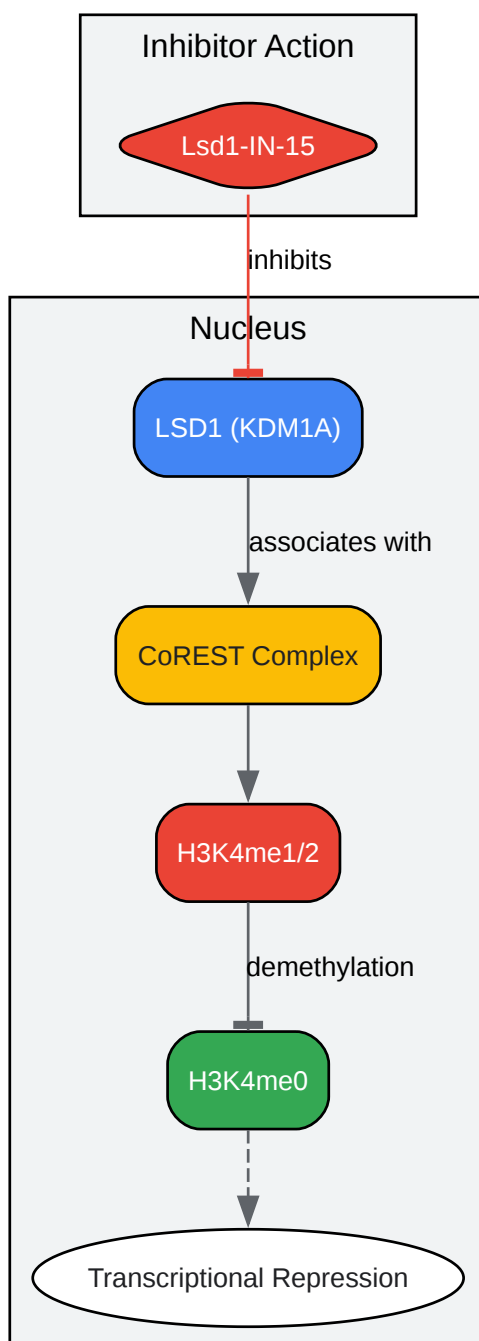 Inhibitor Action
Lsd1-IN-15
inhibits
Nucleus
LSD1 (KDM1A)
associates with
CoREST Complex
H3K4me1/2
demethylation
H3K4me0
Transcriptional Repression